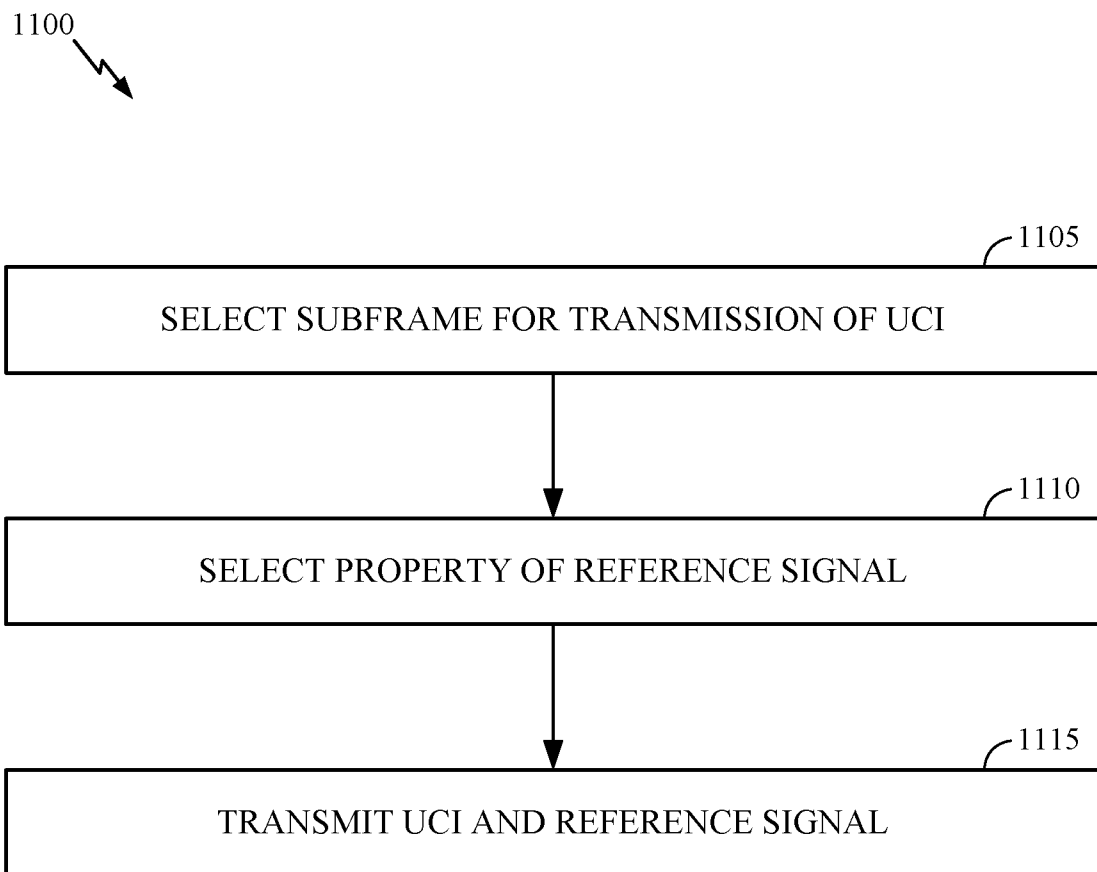 1100
1105
SELECT SUBFRAME FOR TRANSMISSION OF UCI
1110
SELECT PROPERTY OF REFERENCE SIGNAL
1115
TRANSMIT UCI AND REFERENCE SIGNAL